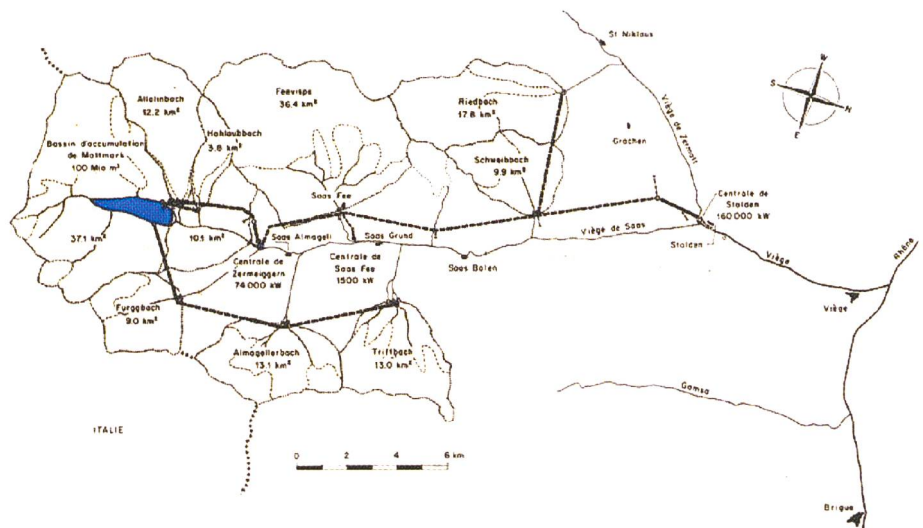 St Niklaus
W
S
N
E
Feevispa
36.4 km²
Allalinbach
12.2 km²
Riedbach
17.8 km²
Hohlaubbach
3.8 km²
Viège de Zermatt
Grächen
Bassin d'accumulation
de Mattmark
100 Mio m³
Schweibbach
9.9 km²
Saas Fee
Centrale de
Stalden
160 000 kW
37.1 km²
10.1 km²
Saas Almagell
Saas Grund
Viège de Saas
Stalden
Rhône
Centrale de
Zermeiggern
74 000 kW
Centrale de
Saas Fee
1500 kW
Saas Balen
Viège
Furggbach
9.0 km²
Viège
Almagellerbach
13.1 km²
Triftbach
13.0 km²
Gamsa
ITALIE
0 2 4 6 km
Brigue